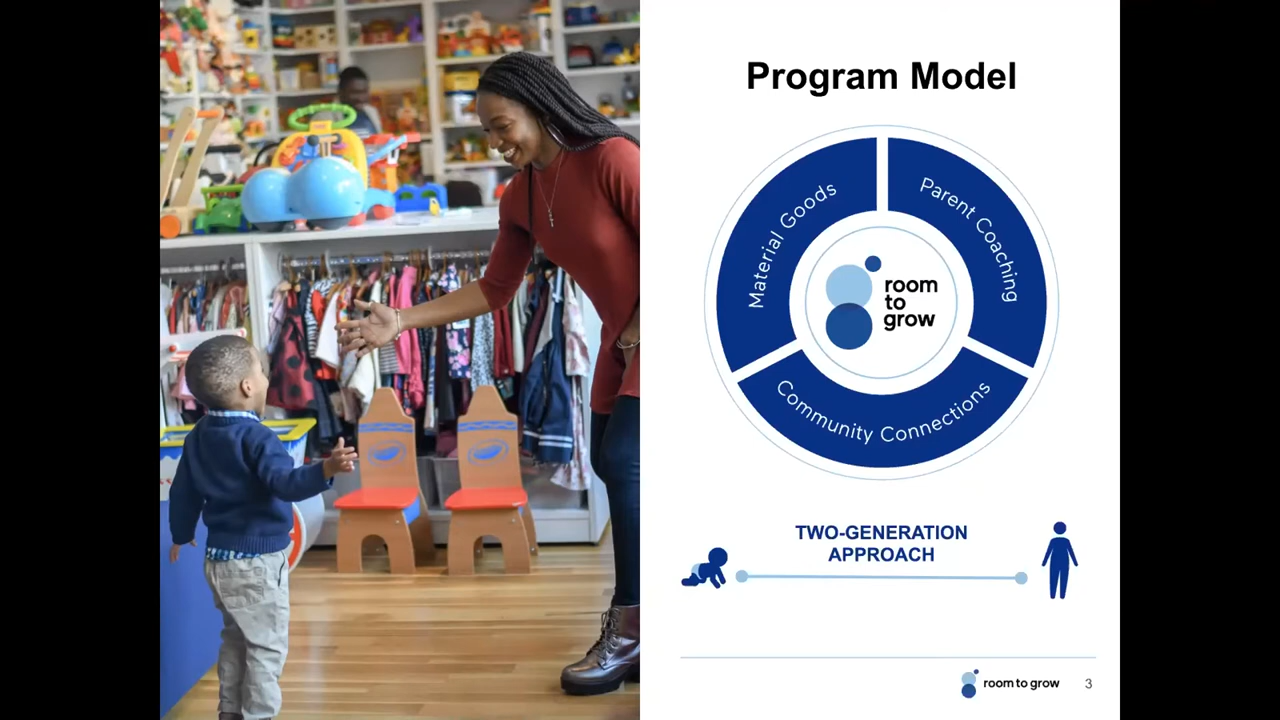 Program Model
Material Goods
Parent Coaching
room
to
grow
Community Connections
TWO-GENERATION
APPROACH
room to grow
3